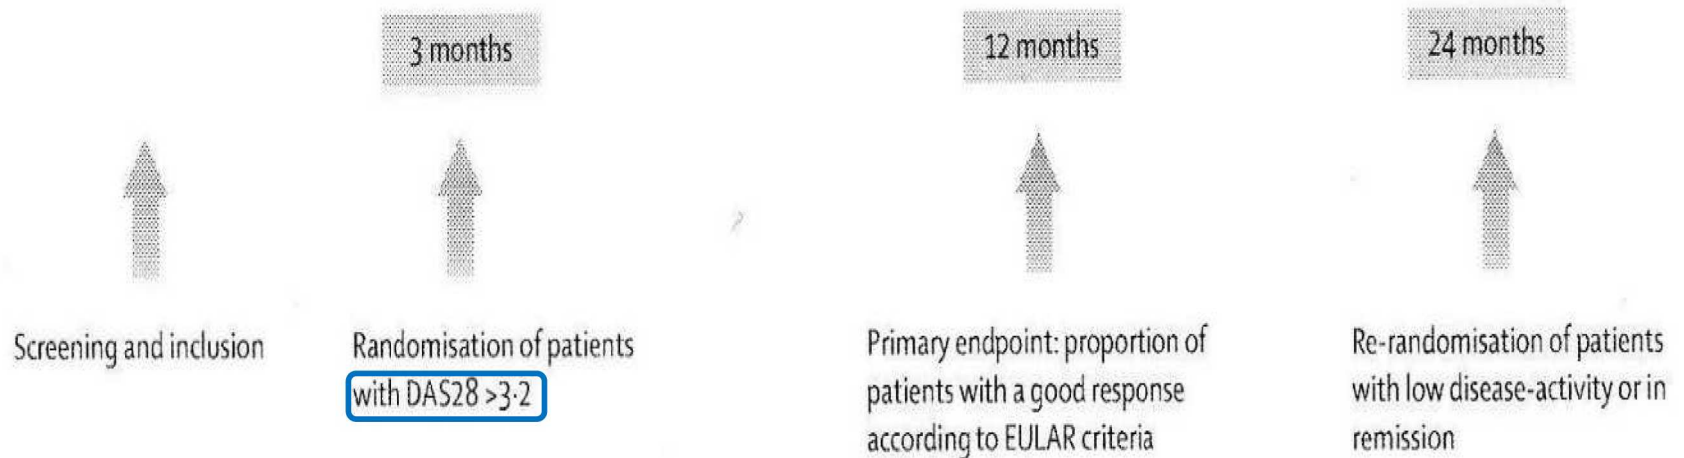 3 months
12 months
24 months
Screening and inclusion
Randomisation of patients
with DAS28 >3·2
Primary endpoint: proportion of
patients with a good response
according to EULAR criteria
Re-randomisation of patients
with low disease-activity or in
remission